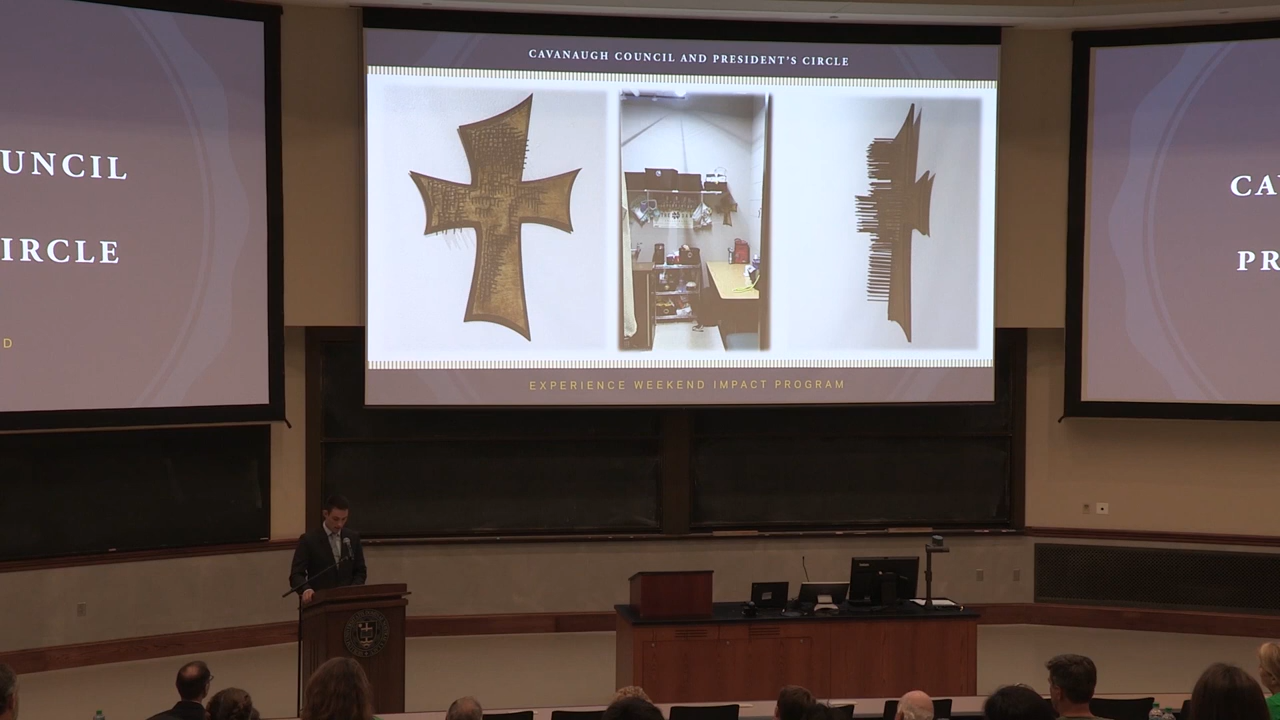 CAVANAUGH COUNCIL AND PRESIDENT'S CIRCLE
UNCIL
IRCLE
D
EXPERIENCE WEEKEND IMPACT PROGRAM
CA
PR